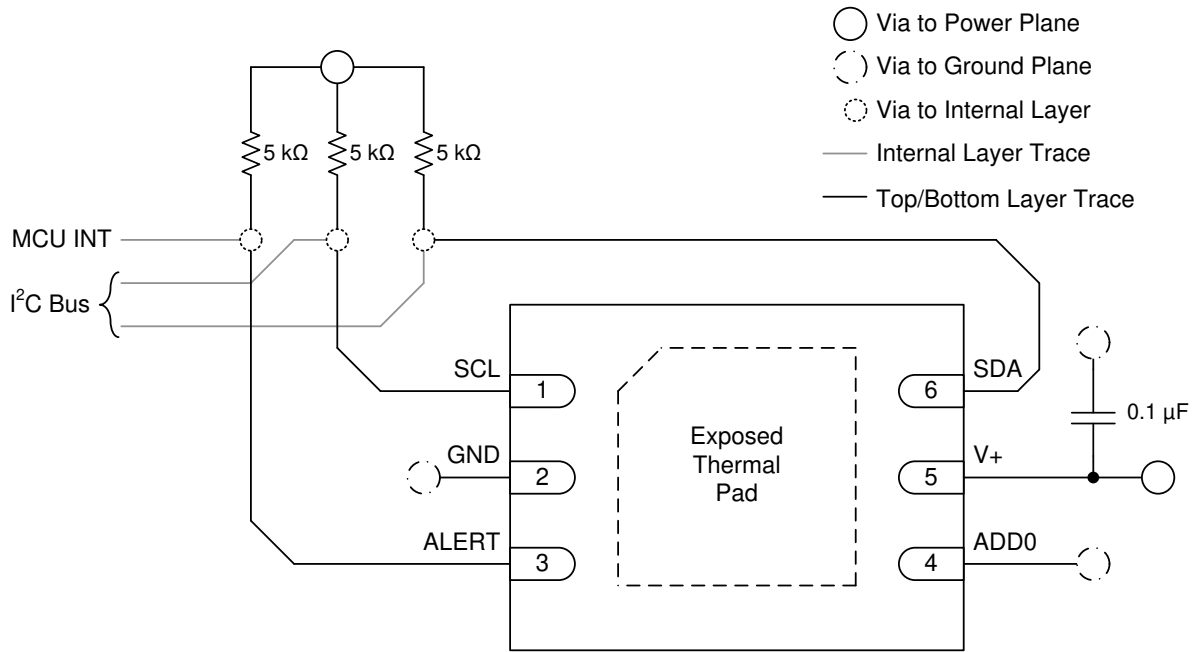 Via to Power Plane
Via to Ground Plane
Via to Internal Layer
Internal Layer Trace
Top/Bottom Layer Trace
5 kΩ
5 kΩ
5 kΩ
MCU INT
I²C Bus
SCL
1
GND
2
ALERT
3
Exposed
Thermal
Pad
SDA
6
V+
5
ADD0
4
0.1 µF